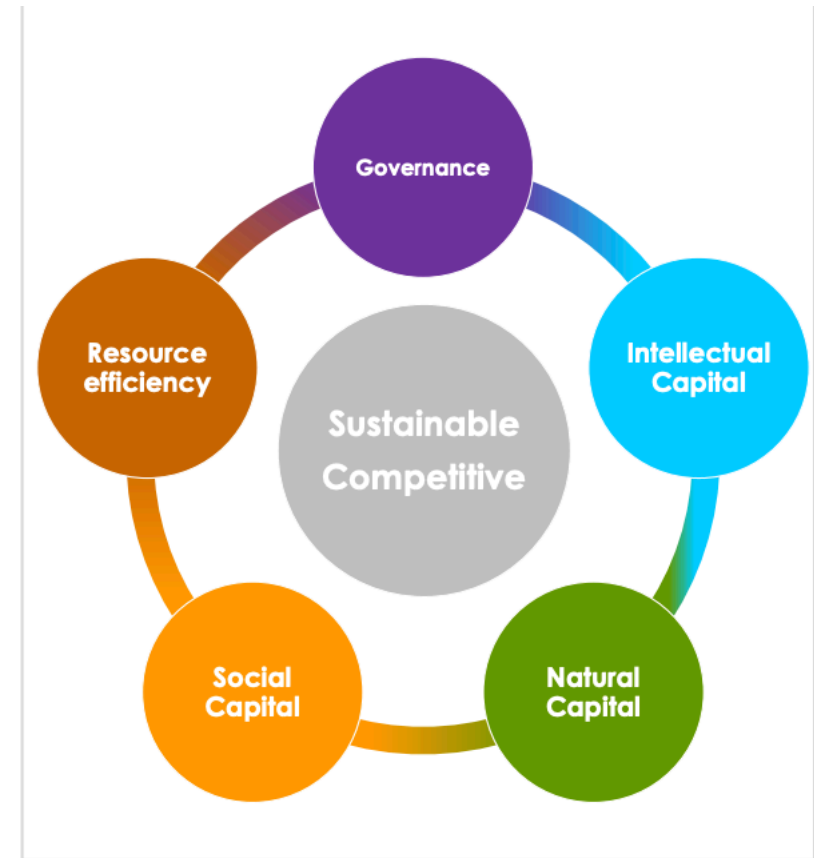 Governance
Intellectual
Capital
Natural
Capital
Social
Capital
Resource
efficiency
Sustainable
Competitive